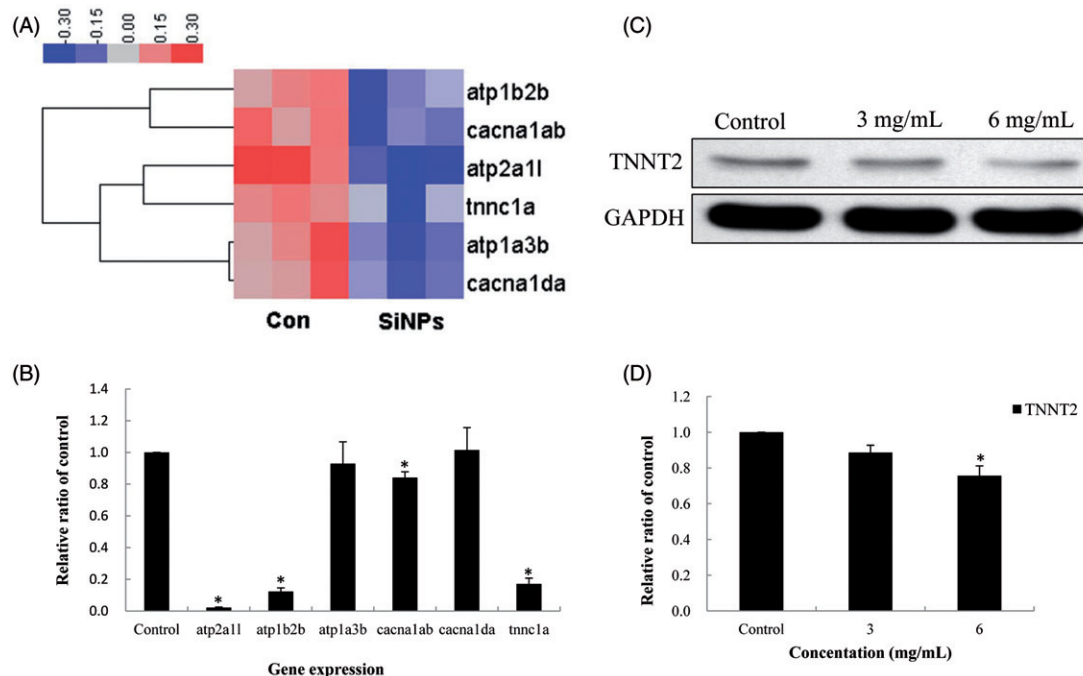 (A)
-0.30 -0.15 0.00 0.15 0.30
atp1b2b
cacna1ab
atp2a1l
tnnc1a
atp1a3b
cacna1da
Con SiNPs
(C)
Control 3 mg/mL 6 mg/mL
TNNT2
GAPDH
(B)
Relative ratio of control
1.4
1.2
1.0
0.8
0.6
0.4
0.2
0.0
* * * *
Control atp2a1l atp1b2b atp1a3b cacna1ab cacna1da tnnc1a
Gene expression
(D)
Relative ratio of control
1.2
1.0
0.8
0.6
0.4
0.2
0.0
TNNT2
*
Control 3 6
Concentation (mg/mL)